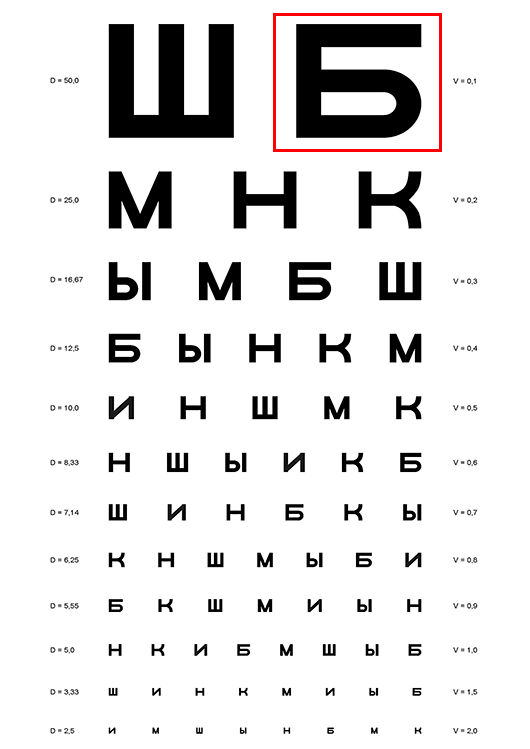 D = 50,0 Ш Б V = 0,1
D = 25,0 М Н К V = 0,2
D = 16,67 Ы М Б Ш V = 0,3
D = 12,5 Б Ы Н К М V = 0,4
D = 10,0 И Н Ш М К V = 0,5
D = 8,33 Н Ш Ы И К Б V = 0,6
D = 7,14 Ш И Н Б К Ы V = 0,7
D = 6,25 К Н Ш М Ы Б И V = 0,8
D = 5,55 Б К Ш М И Ы Н V = 0,9
D = 5,0 Н К И Б М Ш Ы Б V = 1,0
D = 3,33 Ш И Н К М И Ы Б V = 1,5
D = 2,5 И М Ш Ы Н Б М К V = 2,0